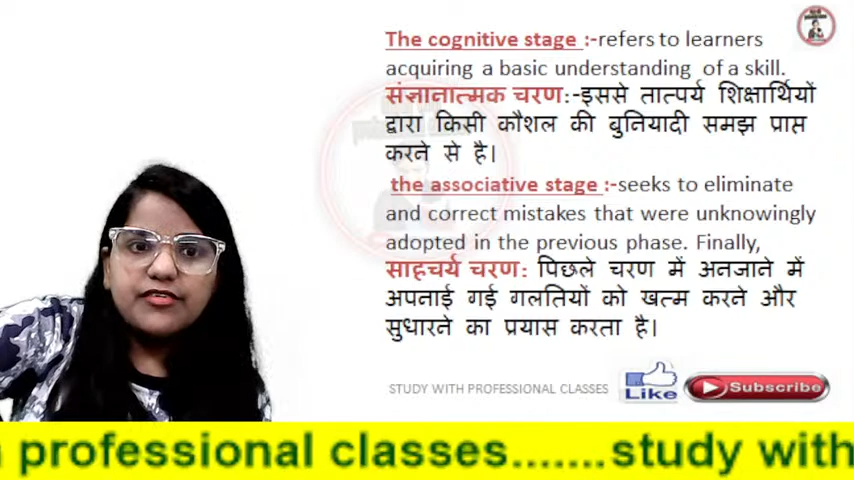 The cognitive stage :-refers to learners
acquiring a basic understanding of a skill.
संज्ञानात्मक चरण:-इससे तात्पर्य शिक्षार्थियों
द्वारा किसी कौशल की बुनियादी समझ प्राप्त
करने से है।
the associative stage :-seeks to eliminate
and correct mistakes that were unknowingly
adopted in the previous phase. Finally,
साहचर्य चरण: पिछले चरण में अनजाने में
अपनाई गई गलतियों को खत्म करने और
सुधारने का प्रयास करता है।
STUDY WITH PROFESSIONAL CLASSES
Like
Subscribe
professional classes.......study with